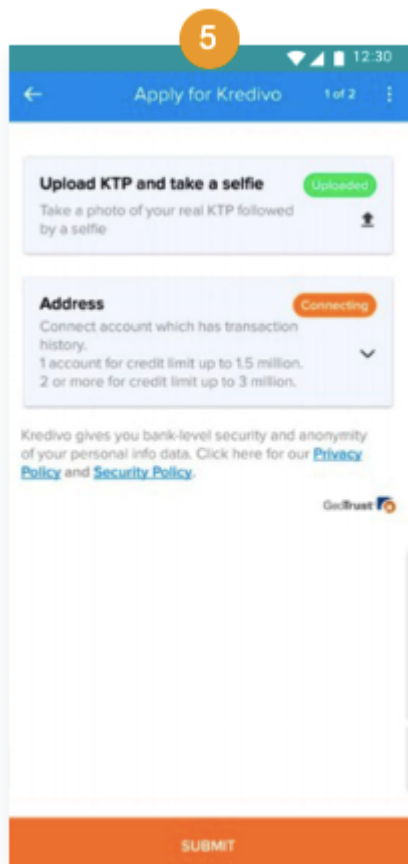 5
12:30
Apply for Kredivo 1 of 2
Upload KTP and take a selfie Uploaded
Take a photo of your real KTP followed
by a selfie
Address Connecting
Connect account which has transaction
history.
1 account for credit limit up to 1.5 million.
2 or more for credit limit up to 3 million.
Kredivo gives you bank-level security and anonymity
of your personal info data. Click here for our Privacy
Policy and Security Policy.
GeoTrust
SUBMIT